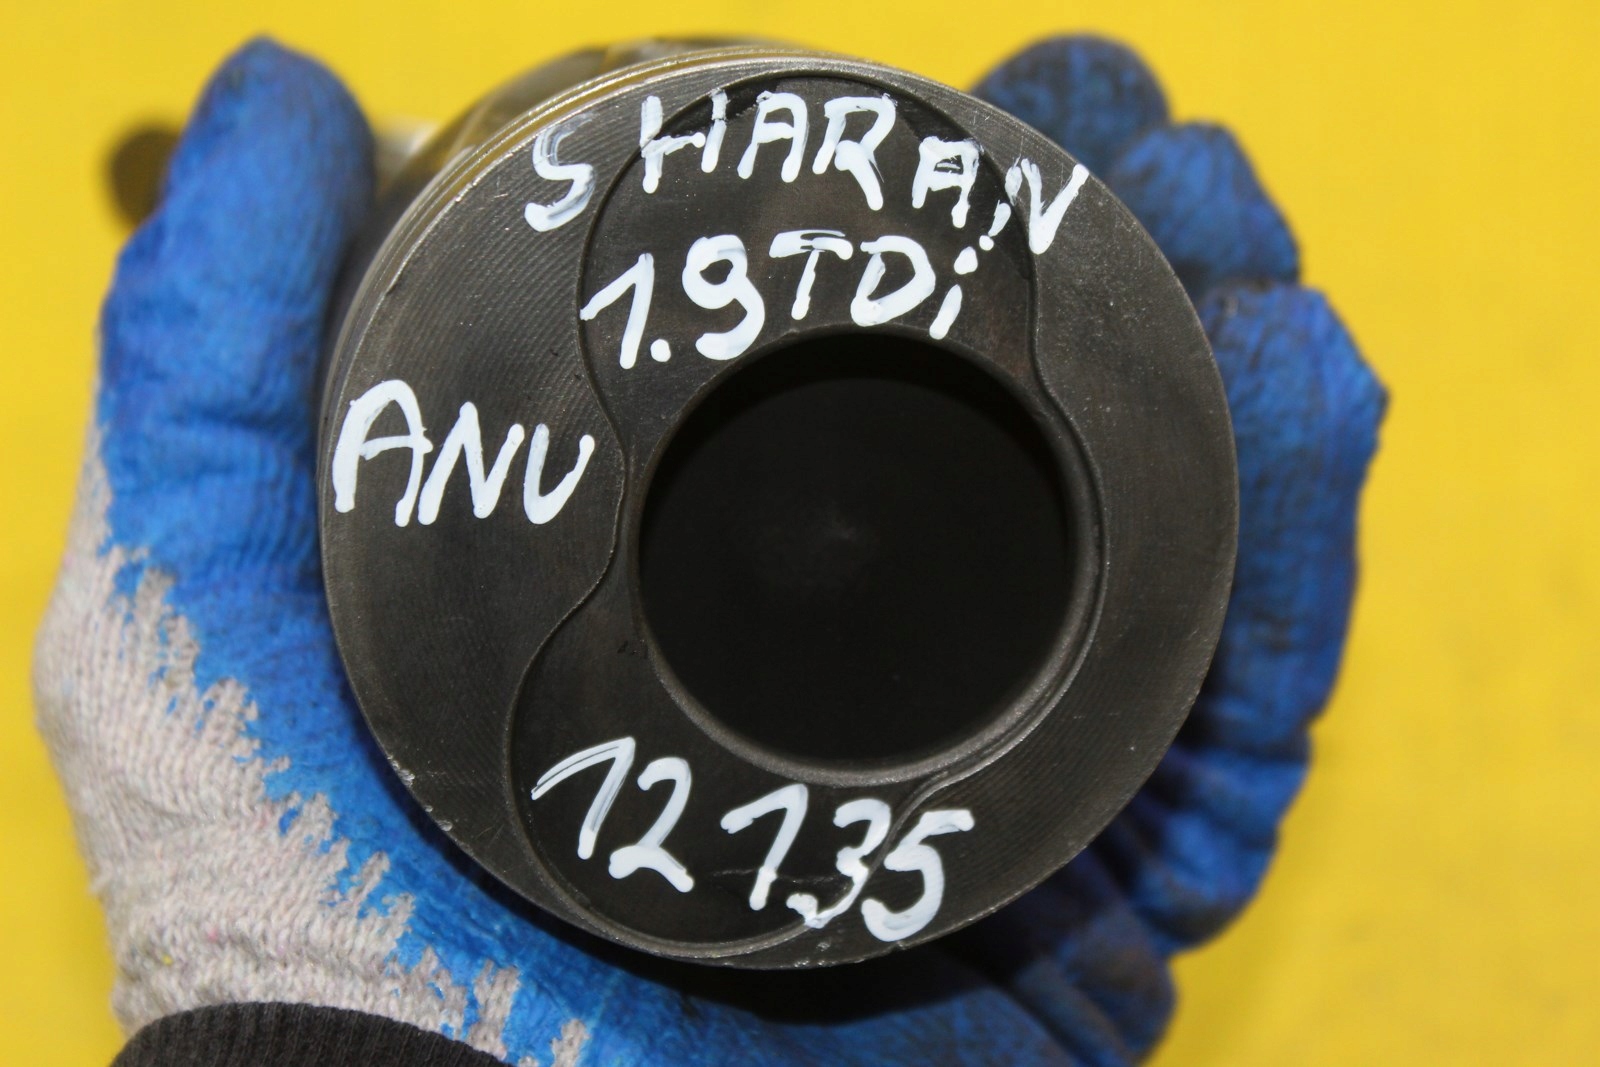 SHARAN
1.9TDi
ANU
12135